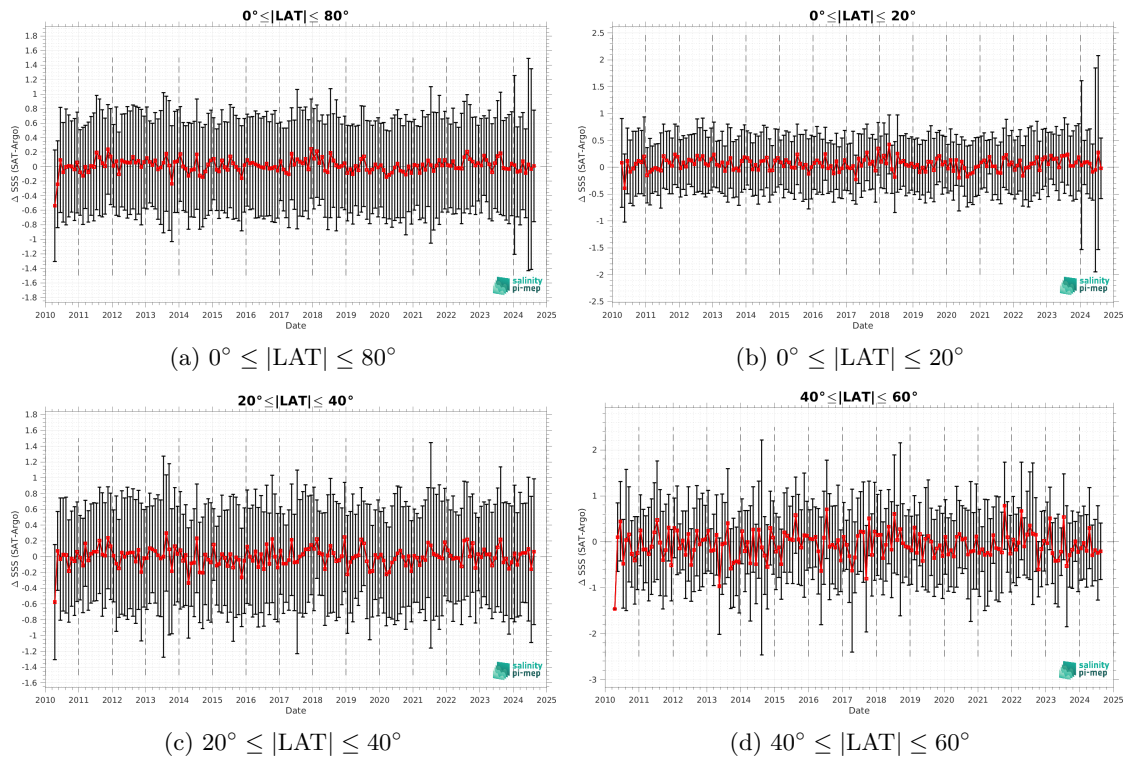 0°≤|LAT|≤ 80°
Δ SSS (SAT-Argo)
1.8
1.6
1.4
1.2
1
0.8
0.6
0.4
0.2
0
-0.2
-0.4
-0.6
-0.8
-1
-1.2
-1.4
-1.6
-1.8
2010 2011 2012 2013 2014 2015 2016 2017 2018 2019 2020 2021 2022 2023 2024 2025
Date
salinity
pi-mep
(a) 0° ≤ |LAT| ≤ 80°
0°≤|LAT|≤ 20°
Δ SSS (SAT-Argo)
2.5
2
1.5
1
0.5
0
-0.5
-1
-1.5
-2
-2.5
2010 2011 2012 2013 2014 2015 2016 2017 2018 2019 2020 2021 2022 2023 2024 2025
Date
salinity
pi-mep
(b) 0° ≤ |LAT| ≤ 20°
20°≤|LAT|≤ 40°
Δ SSS (SAT-Argo)
1.8
1.6
1.4
1.2
1
0.8
0.6
0.4
0.2
0
-0.2
-0.4
-0.6
-0.8
-1
-1.2
-1.4
-1.6
2010 2011 2012 2013 2014 2015 2016 2017 2018 2019 2020 2021 2022 2023 2024 2025
Date
salinity
pi-mep
(c) 20° ≤ |LAT| ≤ 40°
40°≤|LAT|≤ 60°
Δ SSS (SAT-Argo)
2
1
0
-1
-2
-3
2010 2011 2012 2013 2014 2015 2016 2017 2018 2019 2020 2021 2022 2023 2024 2025
Date
salinity
pi-mep
(d) 40° ≤ |LAT| ≤ 60°